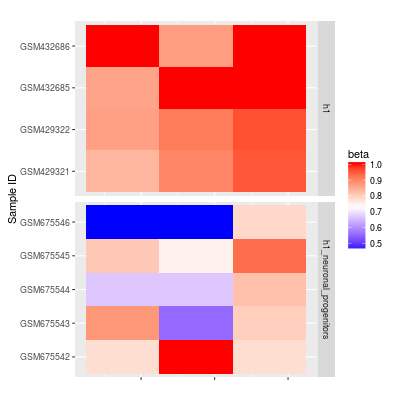 Sample ID
GSM432686
GSM432685
GSM429322
GSM429321
h1
GSM675546
GSM675545
GSM675544
GSM675543
GSM675542
h1_neuronal_progenitors
beta
1.0
0.9
0.8
0.7
0.6
0.5